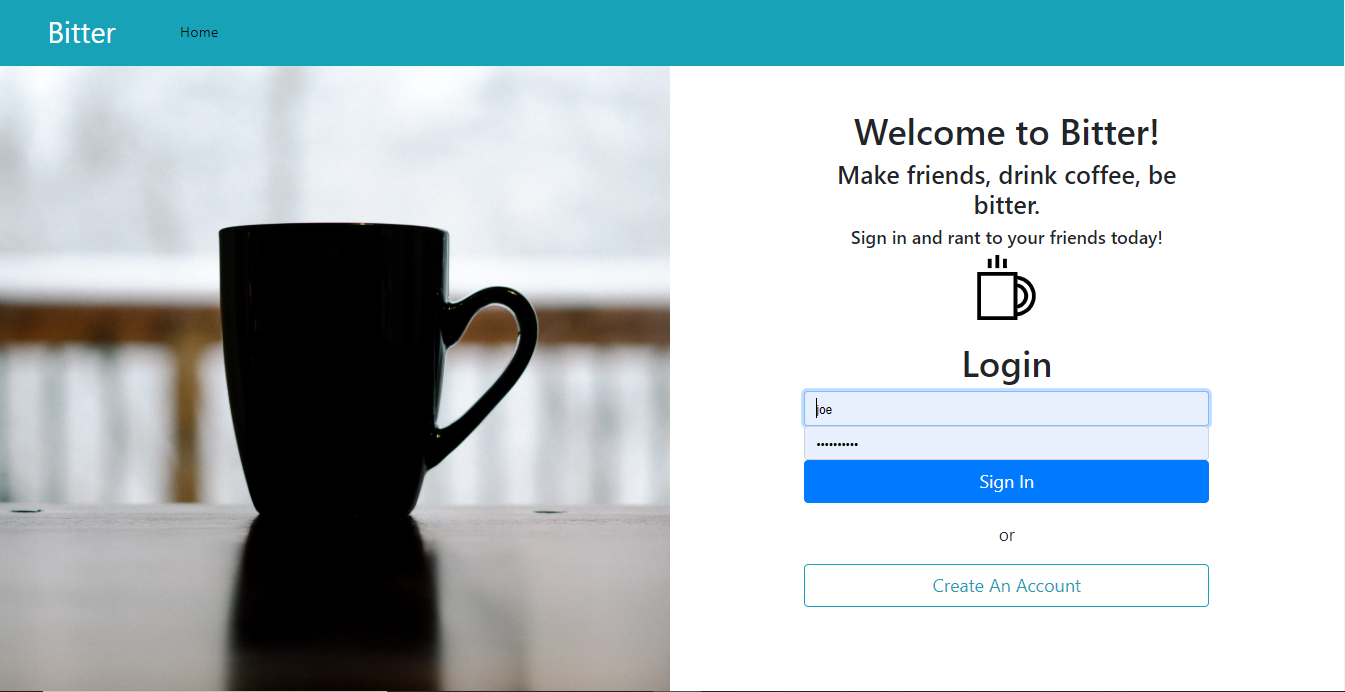 Bitter
Home
Welcome to Bitter!
Make friends, drink coffee, be
bitter.
Sign in and rant to your friends today!
Login
joe
••••••••••
Sign In
or
Create An Account